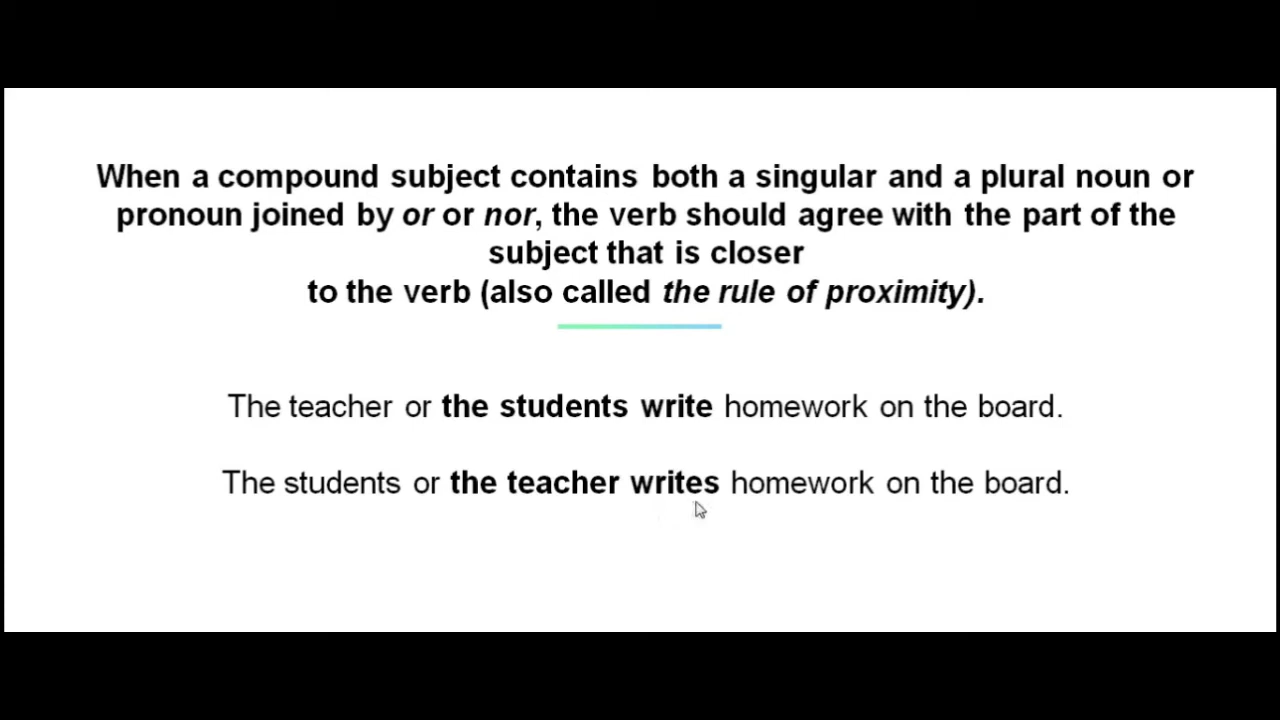 When a compound subject contains both a singular and a plural noun or
pronoun joined by or or nor, the verb should agree with the part of the
subject that is closer
to the verb (also called the rule of proximity).
The teacher or the students write homework on the board.
The students or the teacher writes homework on the board.